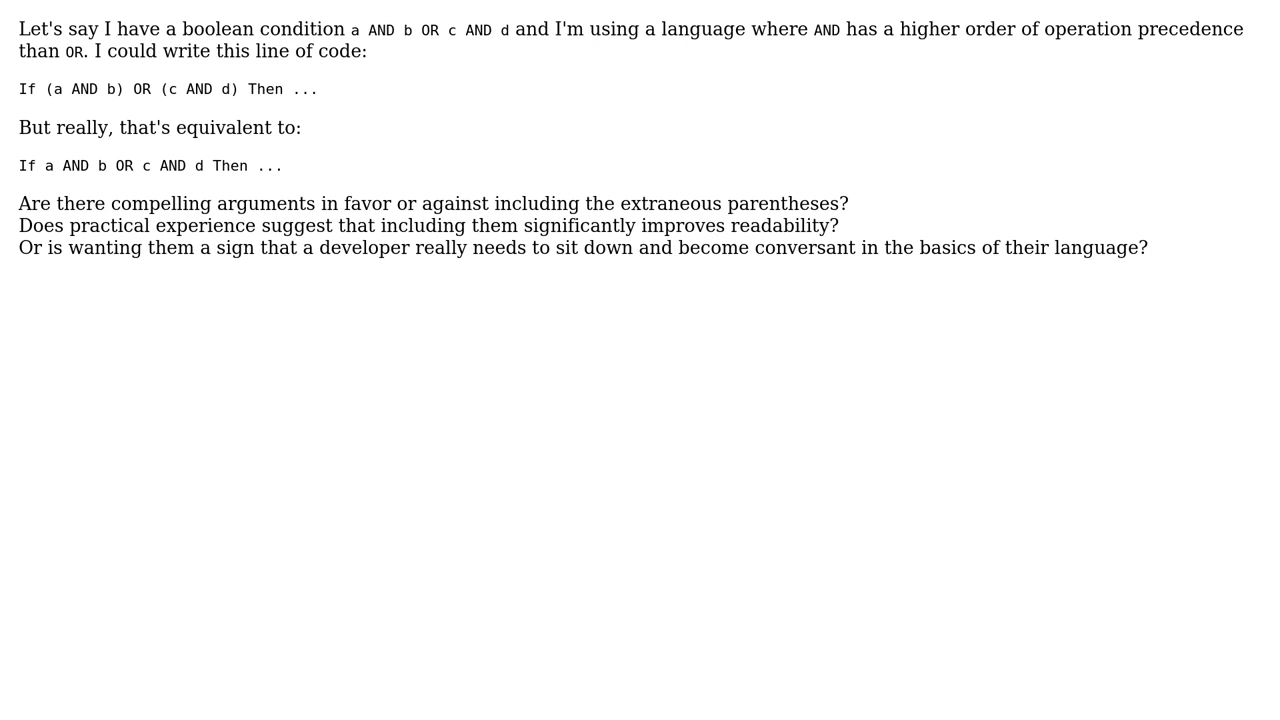 Let's say I have a boolean condition a AND b OR c AND d and I'm using a language where AND has a higher order of operation precedence
than OR. I could write this line of code:
If (a AND b) OR (c AND d) Then ...
But really, that's equivalent to:
If a AND b OR c AND d Then ...
Are there compelling arguments in favor or against including the extraneous parentheses?
Does practical experience suggest that including them significantly improves readability?
Or is wanting them a sign that a developer really needs to sit down and become conversant in the basics of their language?